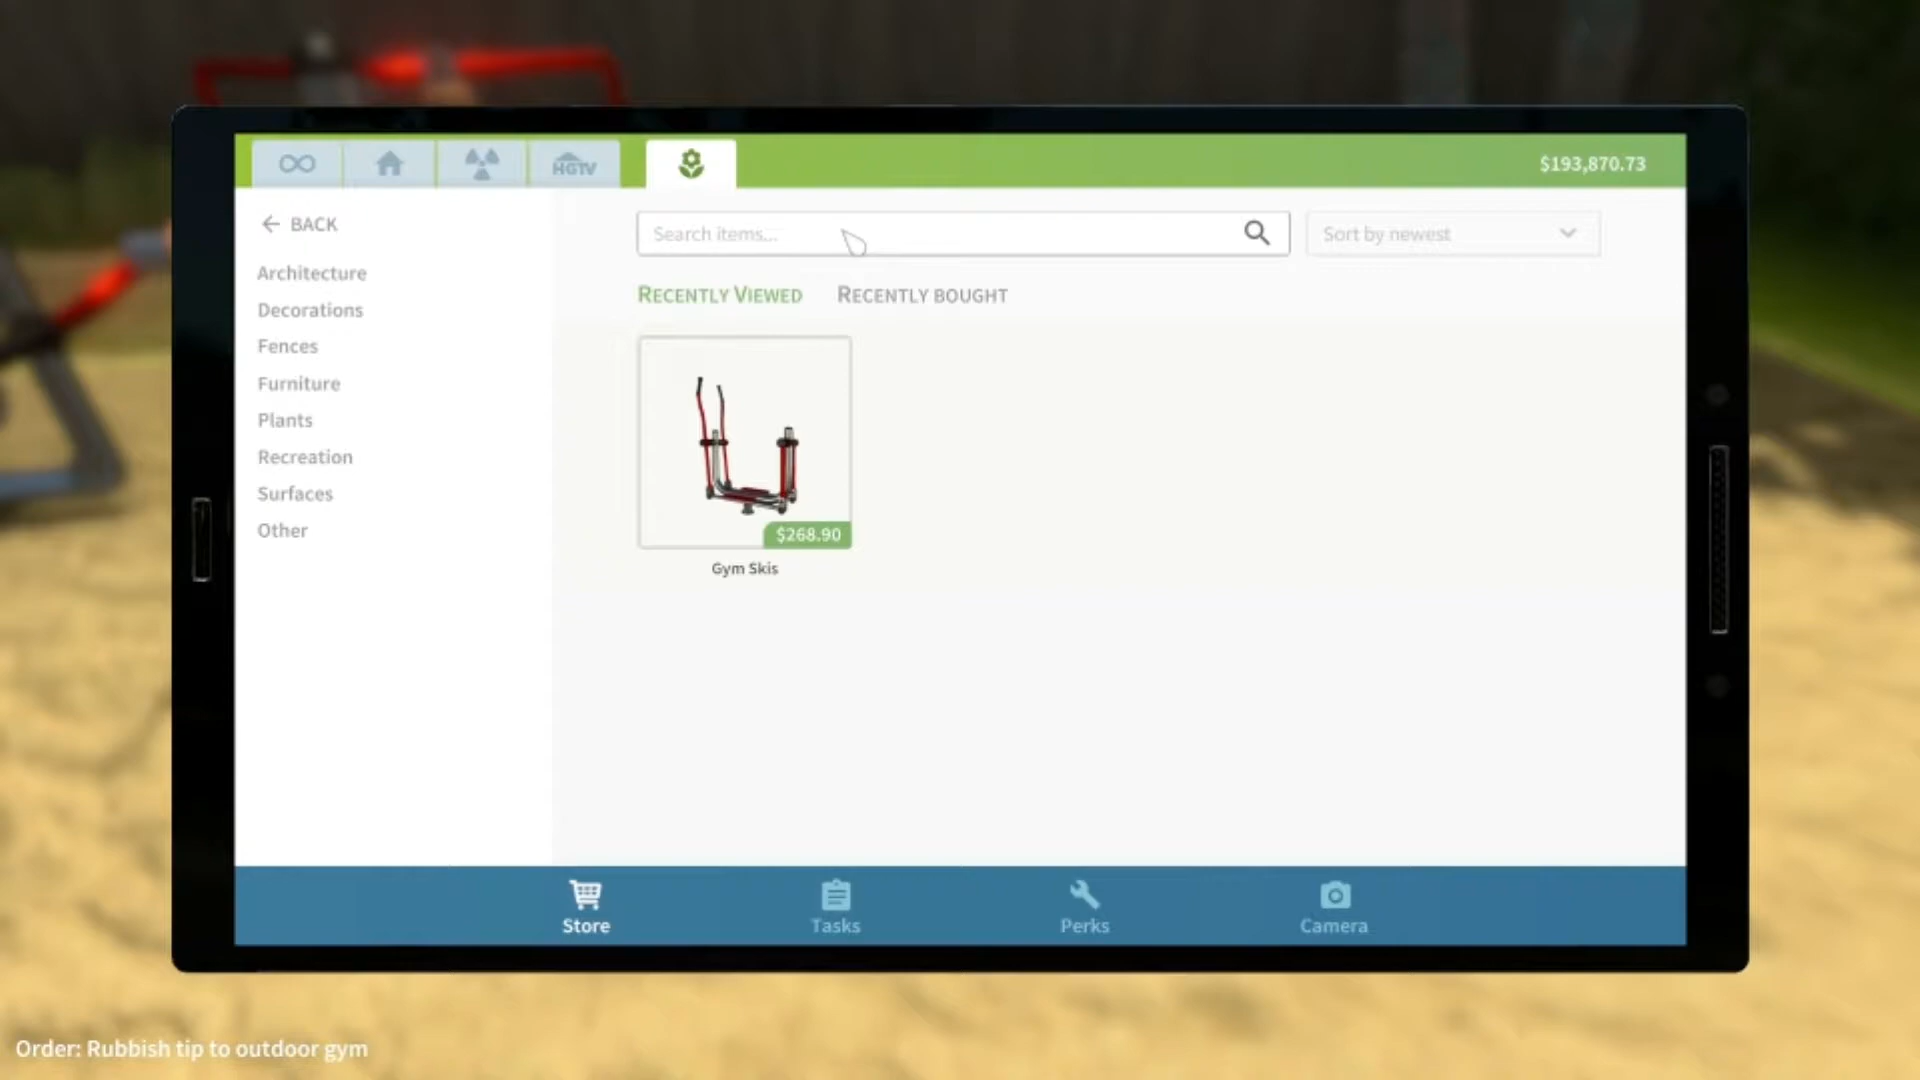 HGTV
$193,870.73
BACK
Search items...
Sort by newest
RECENTLY VIEWED
RECENTLY BOUGHT
Architecture
Decorations
Fences
Furniture
Plants
Recreation
Surfaces
Other
$268.90
Gym Skis
Store
Tasks
Perks
Camera
Order: Rubbish tip to outdoor gym